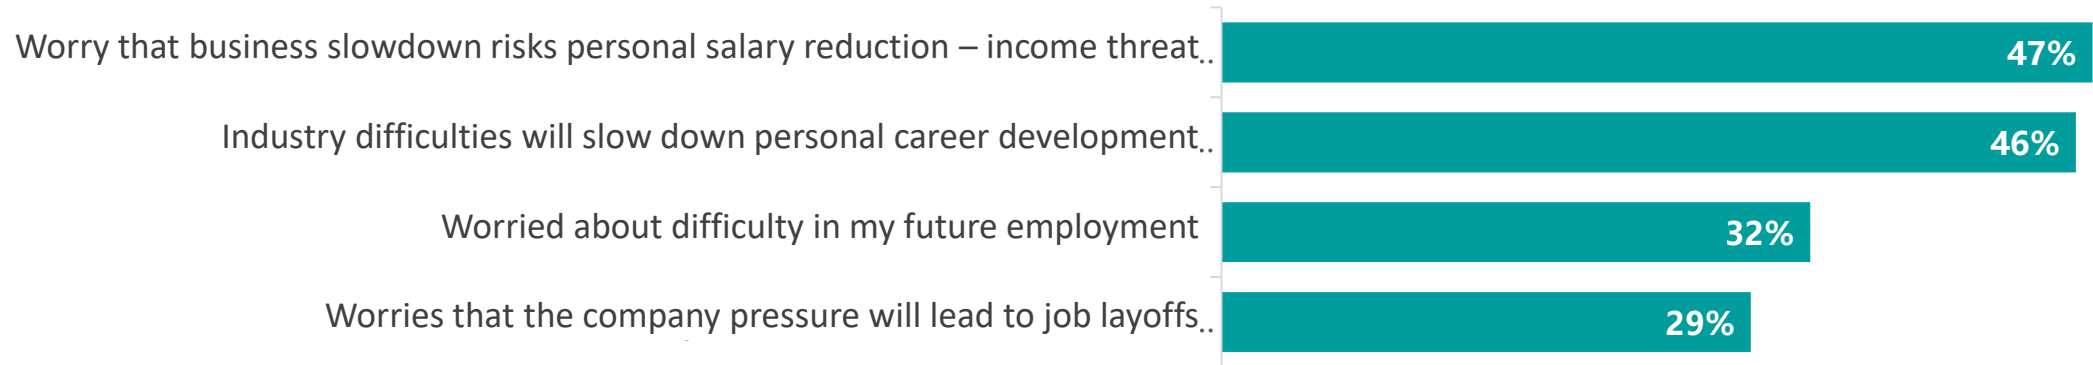 Worry that business slowdown risks personal salary reduction – income threat.. 47%
Industry difficulties will slow down personal career development.. 46%
Worried about difficulty in my future employment 32%
Worries that the company pressure will lead to job layoffs.. 29%